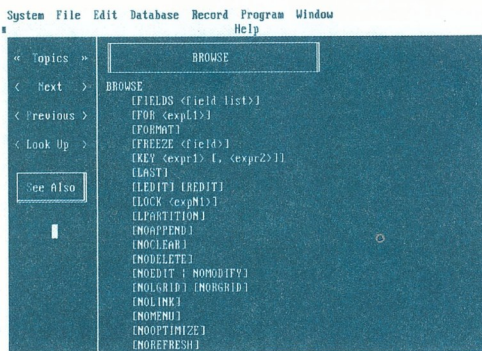 System File Edit Database Record Program Window
Help
« Topics »
< Next >
< Previous >
< Look Up >
See Also
BROWSE
BROWSE
[FIELDS <field list>]
[FOR <expL1>]
[FORMAT]
[FREEZE <field>]
[KEY <expr1> [, <expr2>]]
[LAST]
[LEDIT] [REDIT]
[LOCK <expN1>]
[LPARTITION]
[NOAPPEND]
[NOCLEAR]
[NODELETE]
[NOEDIT | NOMODIFY]
[NOLGRID] [NORGRID]
[NOLINK]
[NOMENU]
[NOOPTIMIZE]
[NOREFRESH]